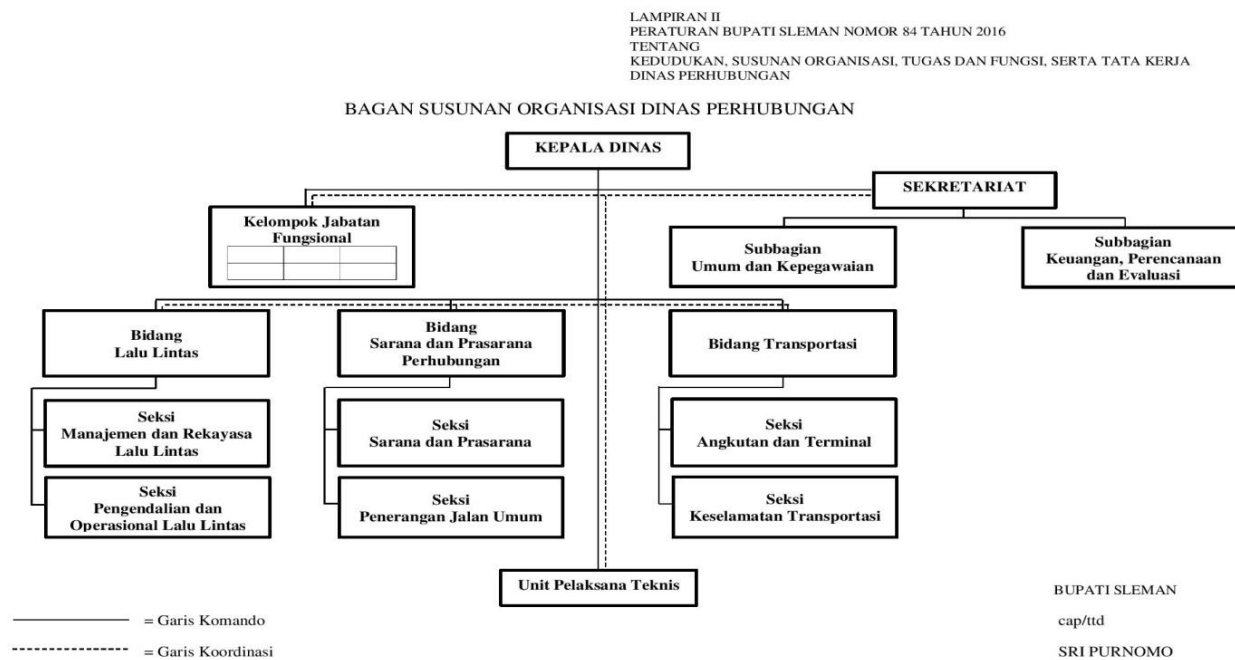 LAMPIRAN II
PERATURAN BUPATI SLEMAN NOMOR 84 TAHUN 2016
TENTANG
KEDUDUKAN, SUSUNAN ORGANISASI, TUGAS DAN FUNGSI, SERTA TATA KERJA
DINAS PERHUBUNGAN
BAGAN SUSUNAN ORGANISASI DINAS PERHUBUNGAN
KEPALA DINAS
SEKRETARIAT
Kelompok Jabatan
Fungsional
Subbagian
Umum dan Kepegawaian
Subbagian
Keuangan, Perencanaan
dan Evaluasi
Bidang
Lalu Lintas
Bidang
Sarana dan Prasarana
Perhubungan
Bidang Transportasi
Seksi
Manajemen dan Rekayasa
Lalu Lintas
Seksi
Sarana dan Prasarana
Seksi
Angkutan dan Terminal
Seksi
Pengendalian dan
Operasional Lalu Lintas
Seksi
Penerangan Jalan Umum
Seksi
Keselamatan Transportasi
Unit Pelaksana Teknis
= Garis Komando
= Garis Koordinasi
BUPATI SLEMAN
cap/ttd
SRI PURNOMO